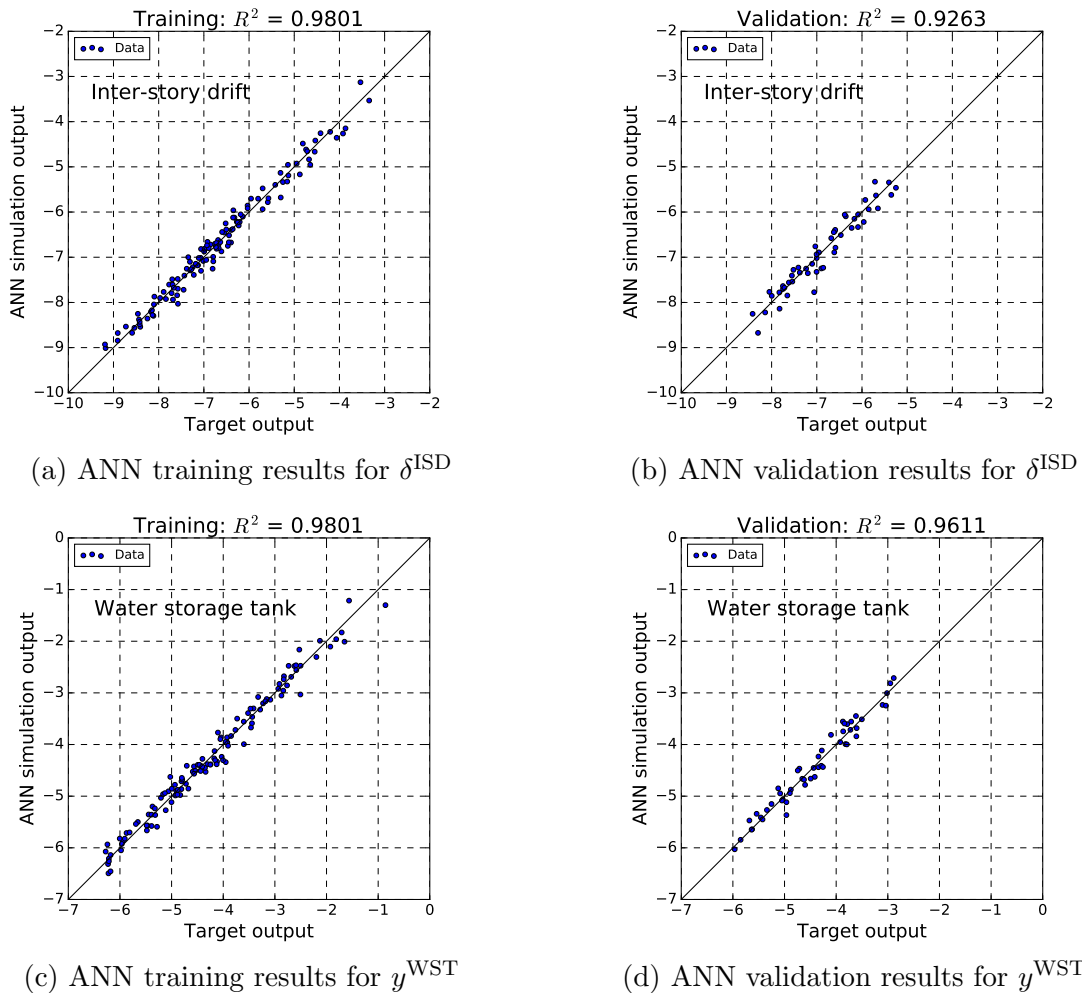 Training: R² = 0.9801
−2
Data
−3
Inter-story drift
−4
−5
−6
−7
−8
−9
−10
ANN simulation output
−10 −9 −8 −7 −6 −5 −4 −3 −2
Target output
(a) ANN training results for δ^ISD
Validation: R² = 0.9263
−2
Data
−3
Inter-story drift
−4
−5
−6
−7
−8
−9
−10
ANN simulation output
−10 −9 −8 −7 −6 −5 −4 −3 −2
Target output
(b) ANN validation results for δ^ISD
Training: R² = 0.9801
0
Data
−1
Water storage tank
−2
−3
−4
−5
−6
−7
ANN simulation output
−7 −6 −5 −4 −3 −2 −1 0
Target output
(c) ANN training results for y^WST
Validation: R² = 0.9611
0
Data
−1
Water storage tank
−2
−3
−4
−5
−6
−7
ANN simulation output
−7 −6 −5 −4 −3 −2 −1 0
Target output
(d) ANN validation results for y^WST